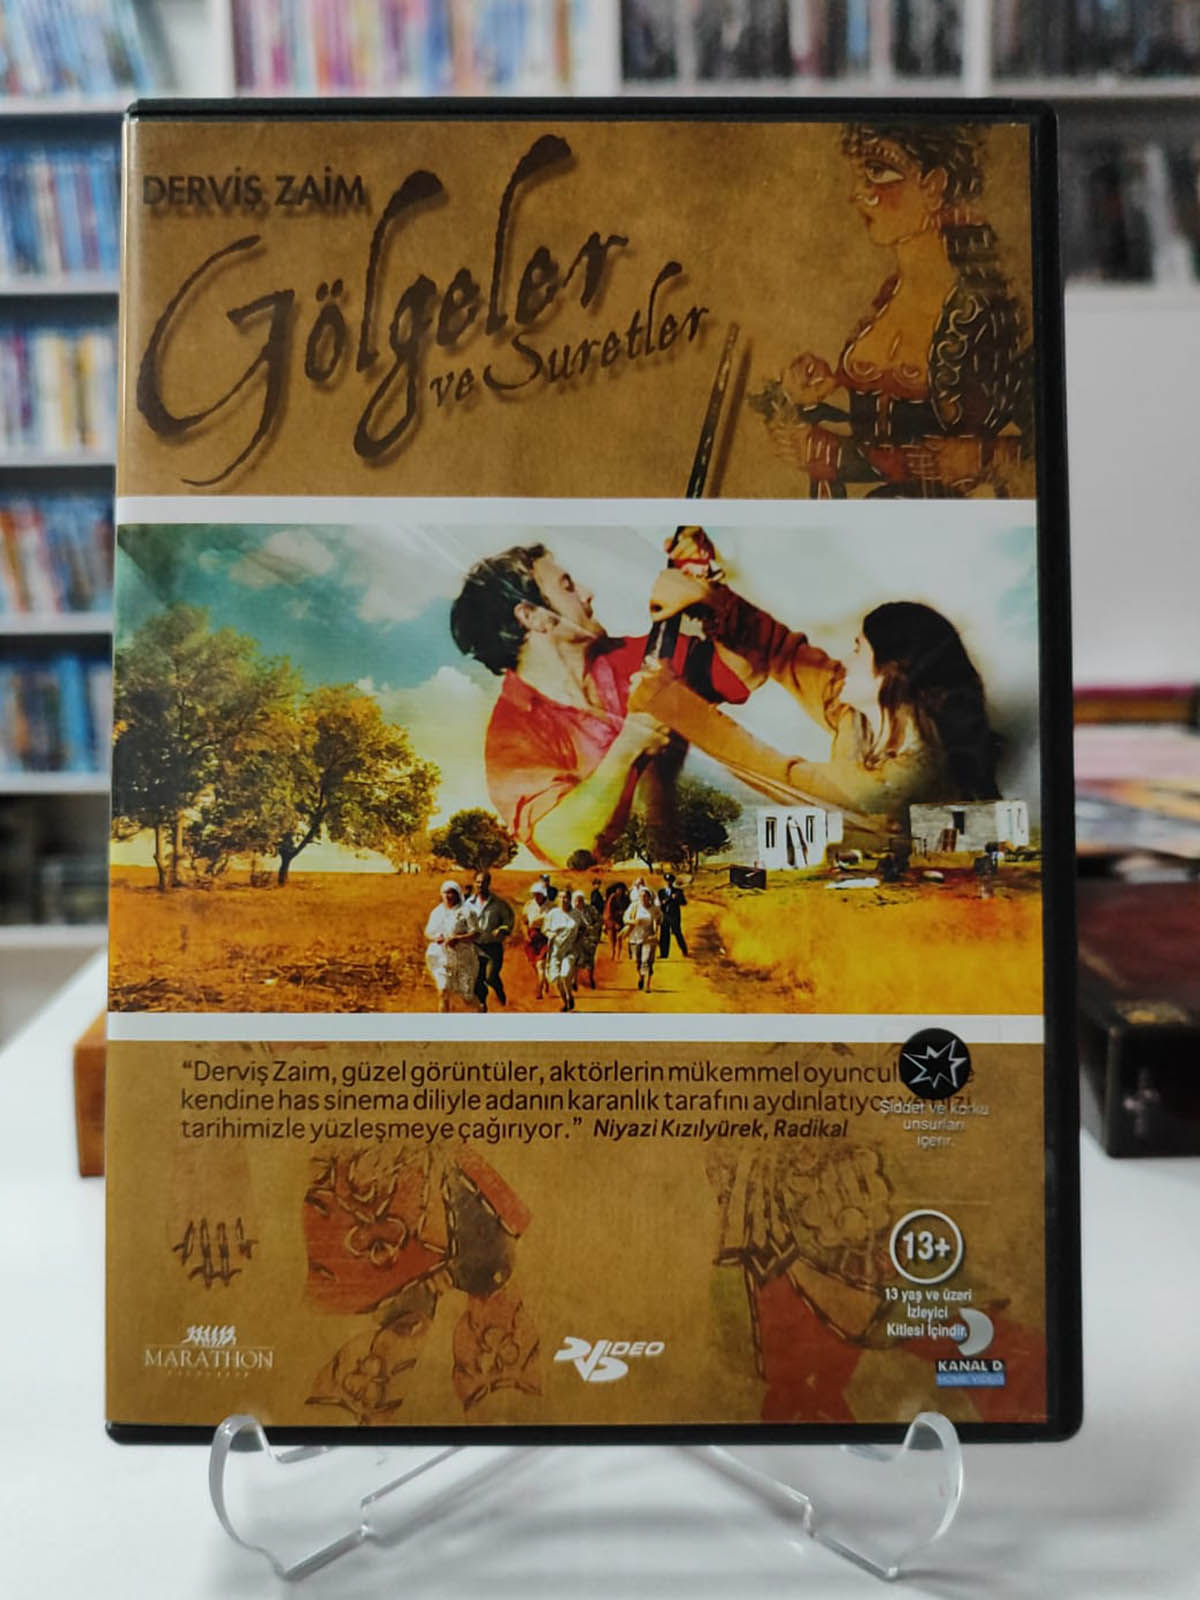 DERVİŞ ZAİM
Gölgeler
ve Suretler
"Derviş Zaim, güzel görüntüler, aktörlerin mükemmel
kendine has sinema diliyle adanın karanlık tarafını aydınlatıyor
tarihimizle yüzleşmeye çağırıyor." Niyazi Kızılyürek, Radikal
Şiddet ve korku
unsurları
içerir.
13+
13 yaş ve üzeri
İzleyici
Kitlesi İçindir.
MARATHON
VIDEO
KANAL D
HOME VIDEO